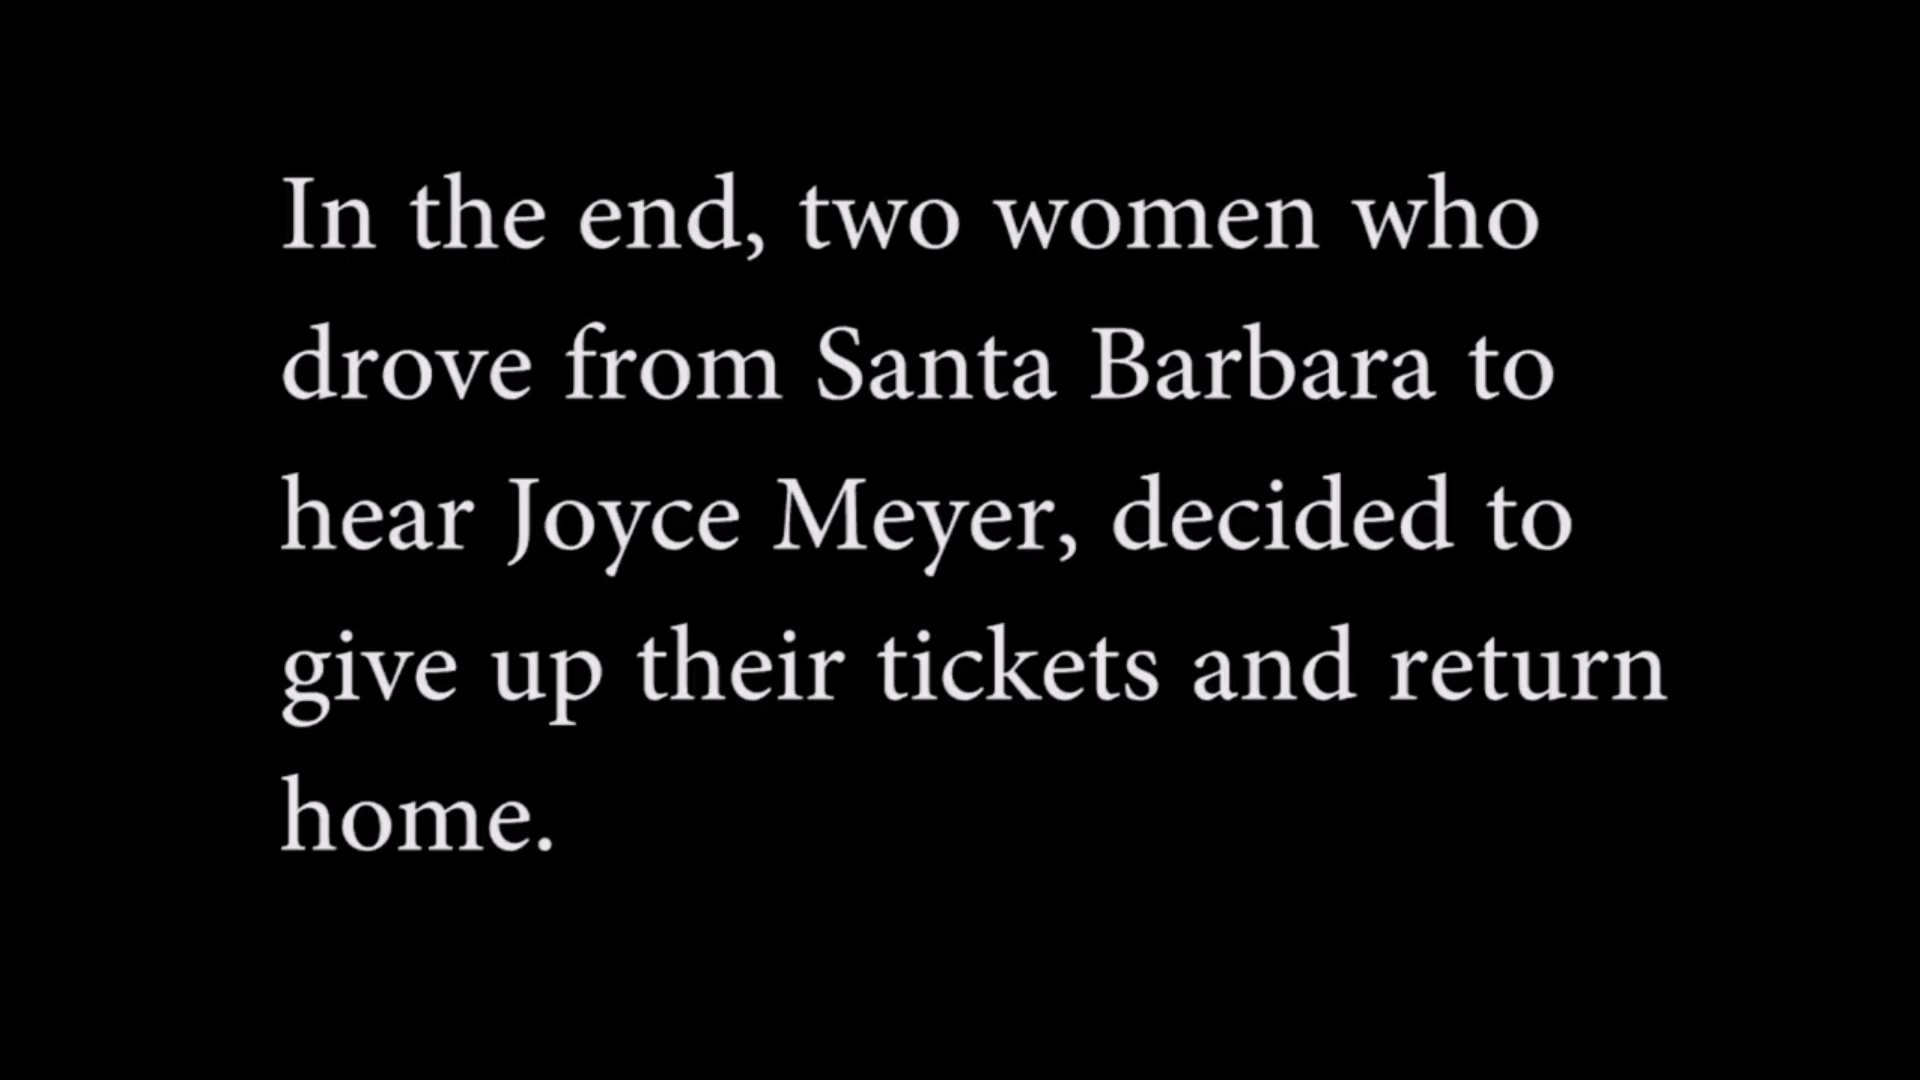 In the end, two women who
drove from Santa Barbara to
hear Joyce Meyer, decided to
give up their tickets and return
home.